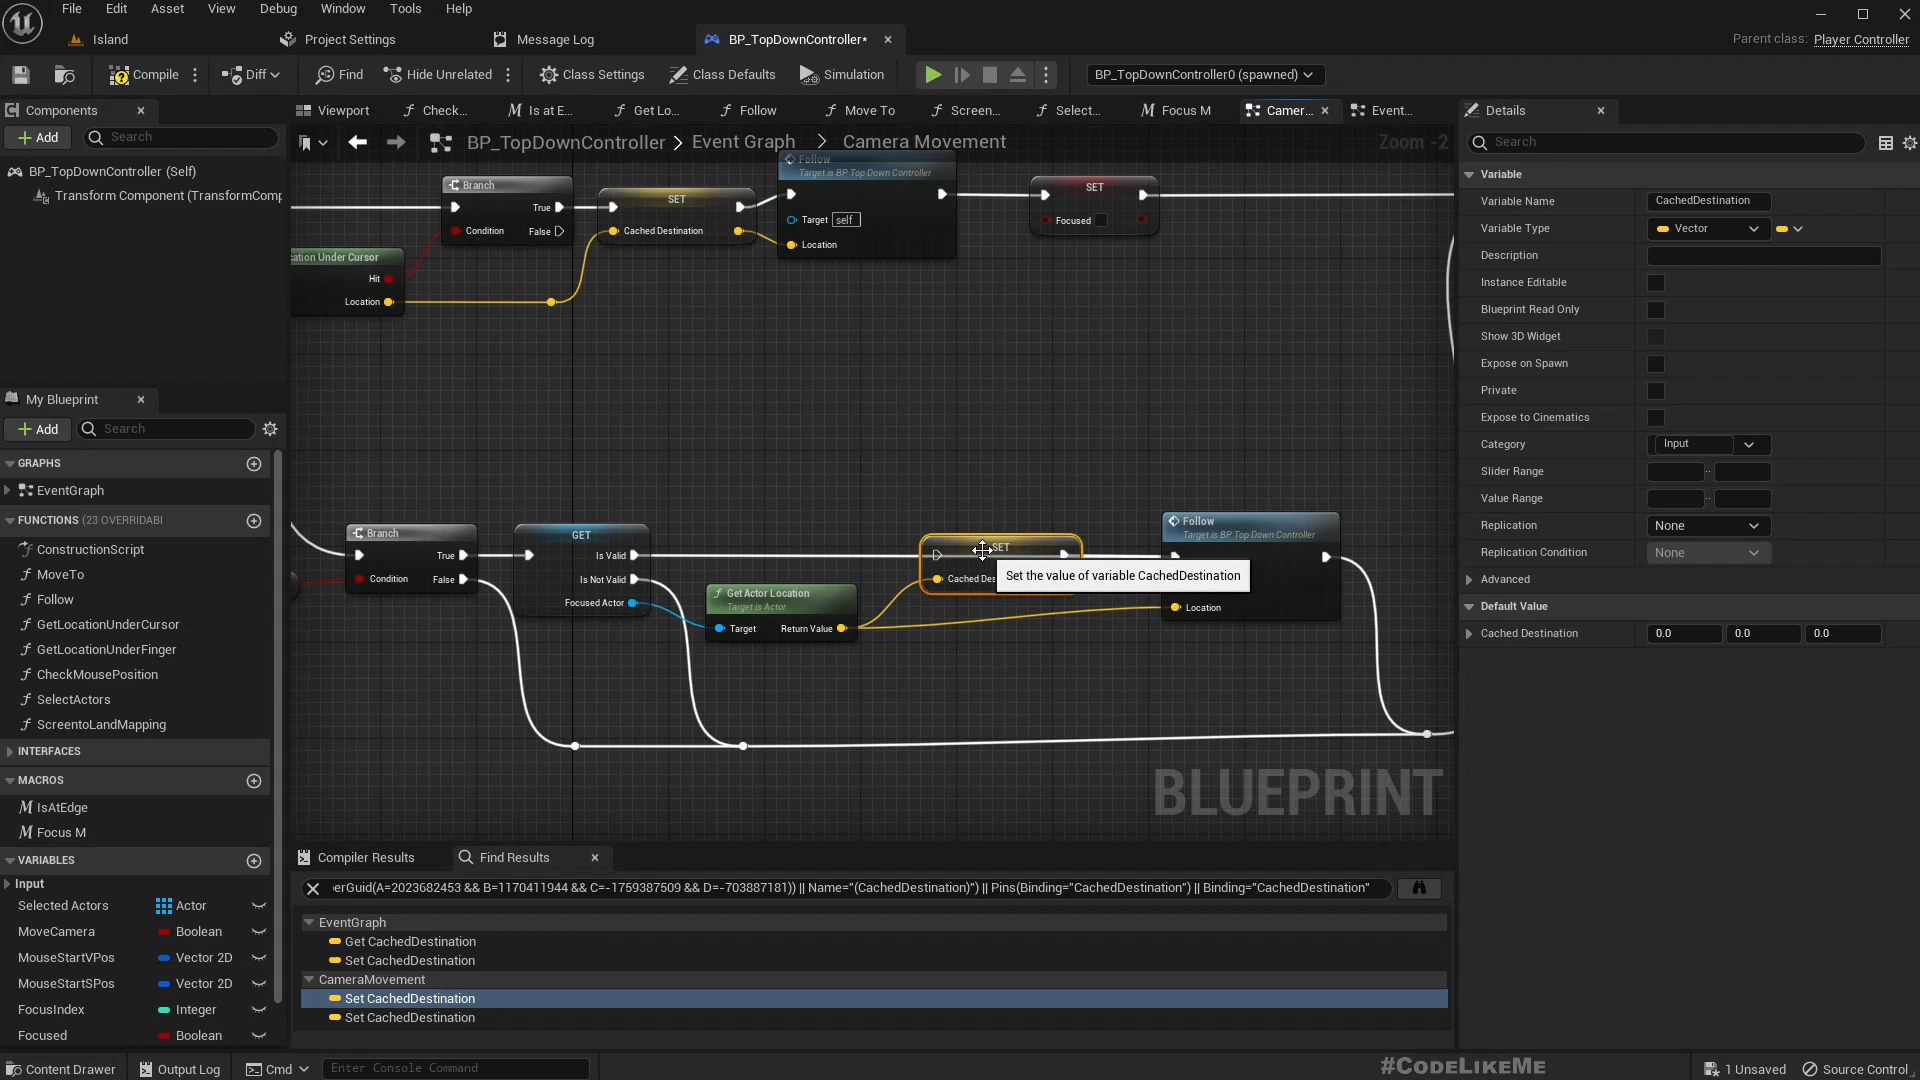 File Edit Asset View Debug Window Tools Help
Island Project Settings Message Log BP_TopDownController*
Parent class: Player Controller
Compile Diff Find Hide Unrelated Class Settings Class Defaults Simulation BP_TopDownController0 (spawned)
Components
Add Search
BP_TopDownController (Self)
Transform Component (TransformComp
Viewport Check... Is at E... Get Lo... Follow Move To Screen... Select... Focus M Camer... Event...
BP_TopDownController > Event Graph > Camera Movement
Zoom -2
Branch
True
Condition False
SET
Cached Destination
Follow
Target is BP Top Down Controller
Target self
Location
SET
Focused
ation Under Cursor
Hit
Location
Branch
True
Condition False
GET
Is Valid
Is Not Valid
Focused Actor
Get Actor Location
Target is Actor
Target Return Value
SET
Cached Des
Set the value of variable CachedDestination
Follow
Target is BP Top Down Controller
Location
BLUEPRINT
My Blueprint
Add Search
GRAPHS
EventGraph
FUNCTIONS (23 OVERRIDABL
ConstructionScript
MoveTo
Follow
GetLocationUnderCursor
GetLocationUnderFinger
CheckMousePosition
SelectActors
ScreentoLandMapping
INTERFACES
MACROS
IsAtEdge
Focus M
VARIABLES
Input
Selected Actors Actor
MoveCamera Boolean
MouseStartVPos Vector 2D
MouseStartSPos Vector 2D
FocusIndex Integer
Focused Boolean
Compiler Results Find Results
erGuid(A=2023682453 && B=1170411944 && C=-1759387509 && D=-703887181)) || Name="(CachedDestination)") || Pins(Binding="CachedDestination") || Binding="CachedDestination"
EventGraph
Get CachedDestination
Set CachedDestination
CameraMovement
Set CachedDestination
Set CachedDestination
Details
Search
Variable
Variable Name CachedDestination
Variable Type Vector
Description
Instance Editable
Blueprint Read Only
Show 3D Widget
Expose on Spawn
Private
Expose to Cinematics
Category Input
Slider Range
Value Range
Replication None
Replication Condition None
Advanced
Default Value
Cached Destination 0.0 0.0 0.0
Content Drawer Output Log Cmd Enter Console Command
#CODELIKEME
1 Unsaved Source Control